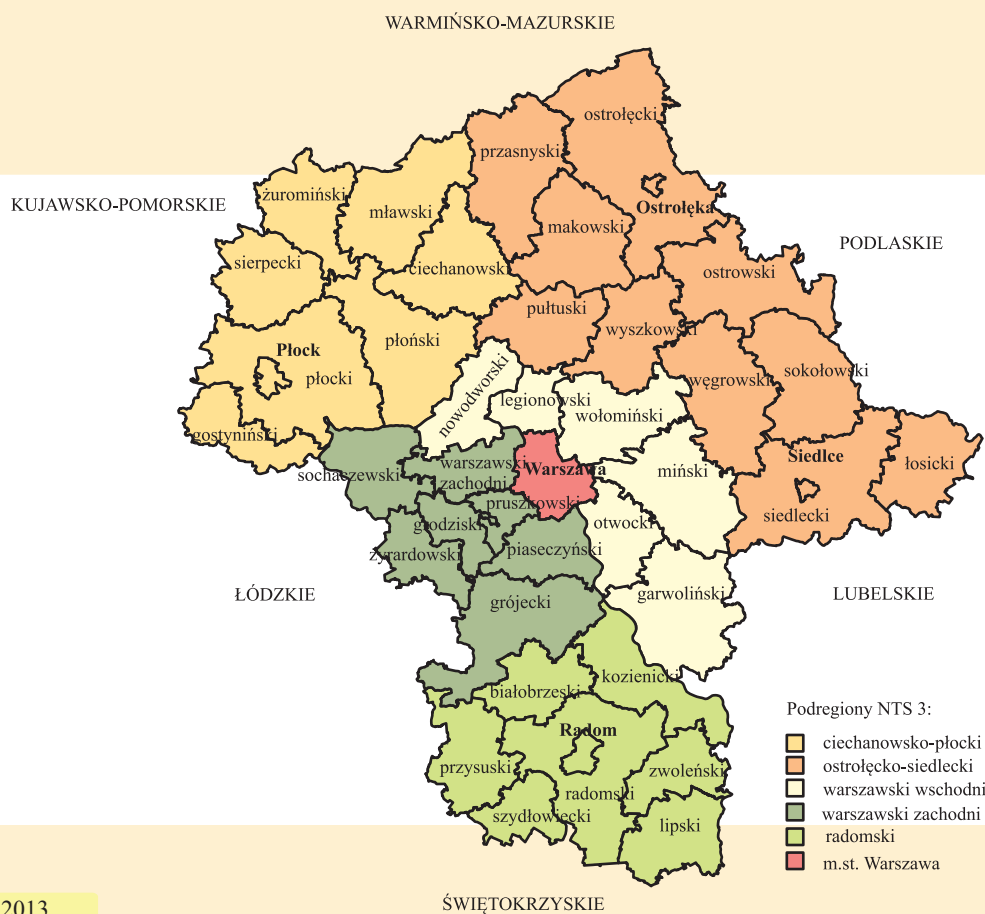 WARMIŃSKO-MAZURSKIE
ostrołęcki
przasnyski
żuromiński
KUJAWSKO-POMORSKIE
mławski
Ostrołęka
makowski
PODLASKIE
sierpecki
ciechanowski
ostrowski
pułtuski
wyszkowski
płoński
Płock
płocki
nowodworski
węgrowski
sokołowski
legionowski
wołomiński
gostyniński
sochaczewski
warszawski
zachodni
Warszawa
miński
Siedlce
łosicki
pruszkowski
siedlecki
grodziski
otwocki
żyrardowski
piaseczyński
ŁÓDZKIE
grójecki
garwoliński
LUBELSKIE
kozienicki
białobrzeski
Radom
przysuski
zwoleński
radomski
szydłowiecki
lipski
Podregiony NTS 3:
ciechanowsko-płocki
ostrołęcko-siedlecki
warszawski wschodni
warszawski zachodni
radomski
m.st. Warszawa
ŚWIĘTOKRZYSKIE
2013